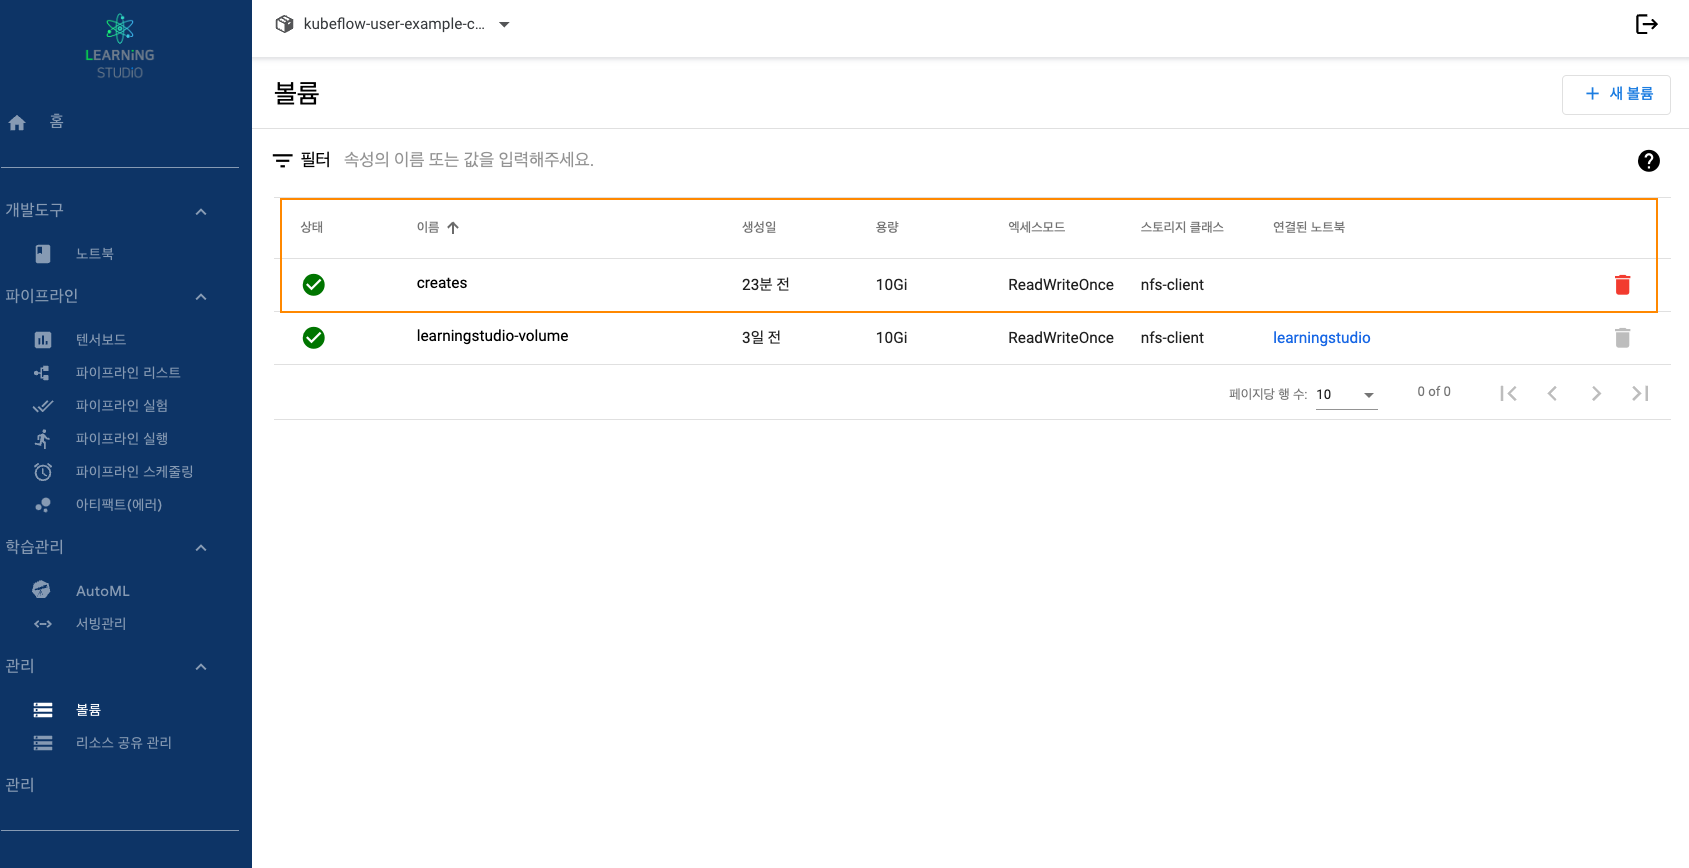 LEARNiNG
STUDiO
홈
개발도구
노트북
파이프라인
텐서보드
파이프라인 리스트
파이프라인 실험
파이프라인 실행
파이프라인 스케줄링
아티팩트(에러)
학습관리
AutoML
서빙관리
관리
볼륨
리소스 공유 관리
관리
kubeflow-user-example-c...
볼륨
새 볼륨
필터 속성의 이름 또는 값을 입력해주세요.
상태 이름 생성일 용량 엑세스모드 스토리지 클래스 연결된 노트북
creates 23분 전 10Gi ReadWriteOnce nfs-client
learningstudio-volume 3일 전 10Gi ReadWriteOnce nfs-client learningstudio
페이지당 행 수: 10 0 of 0